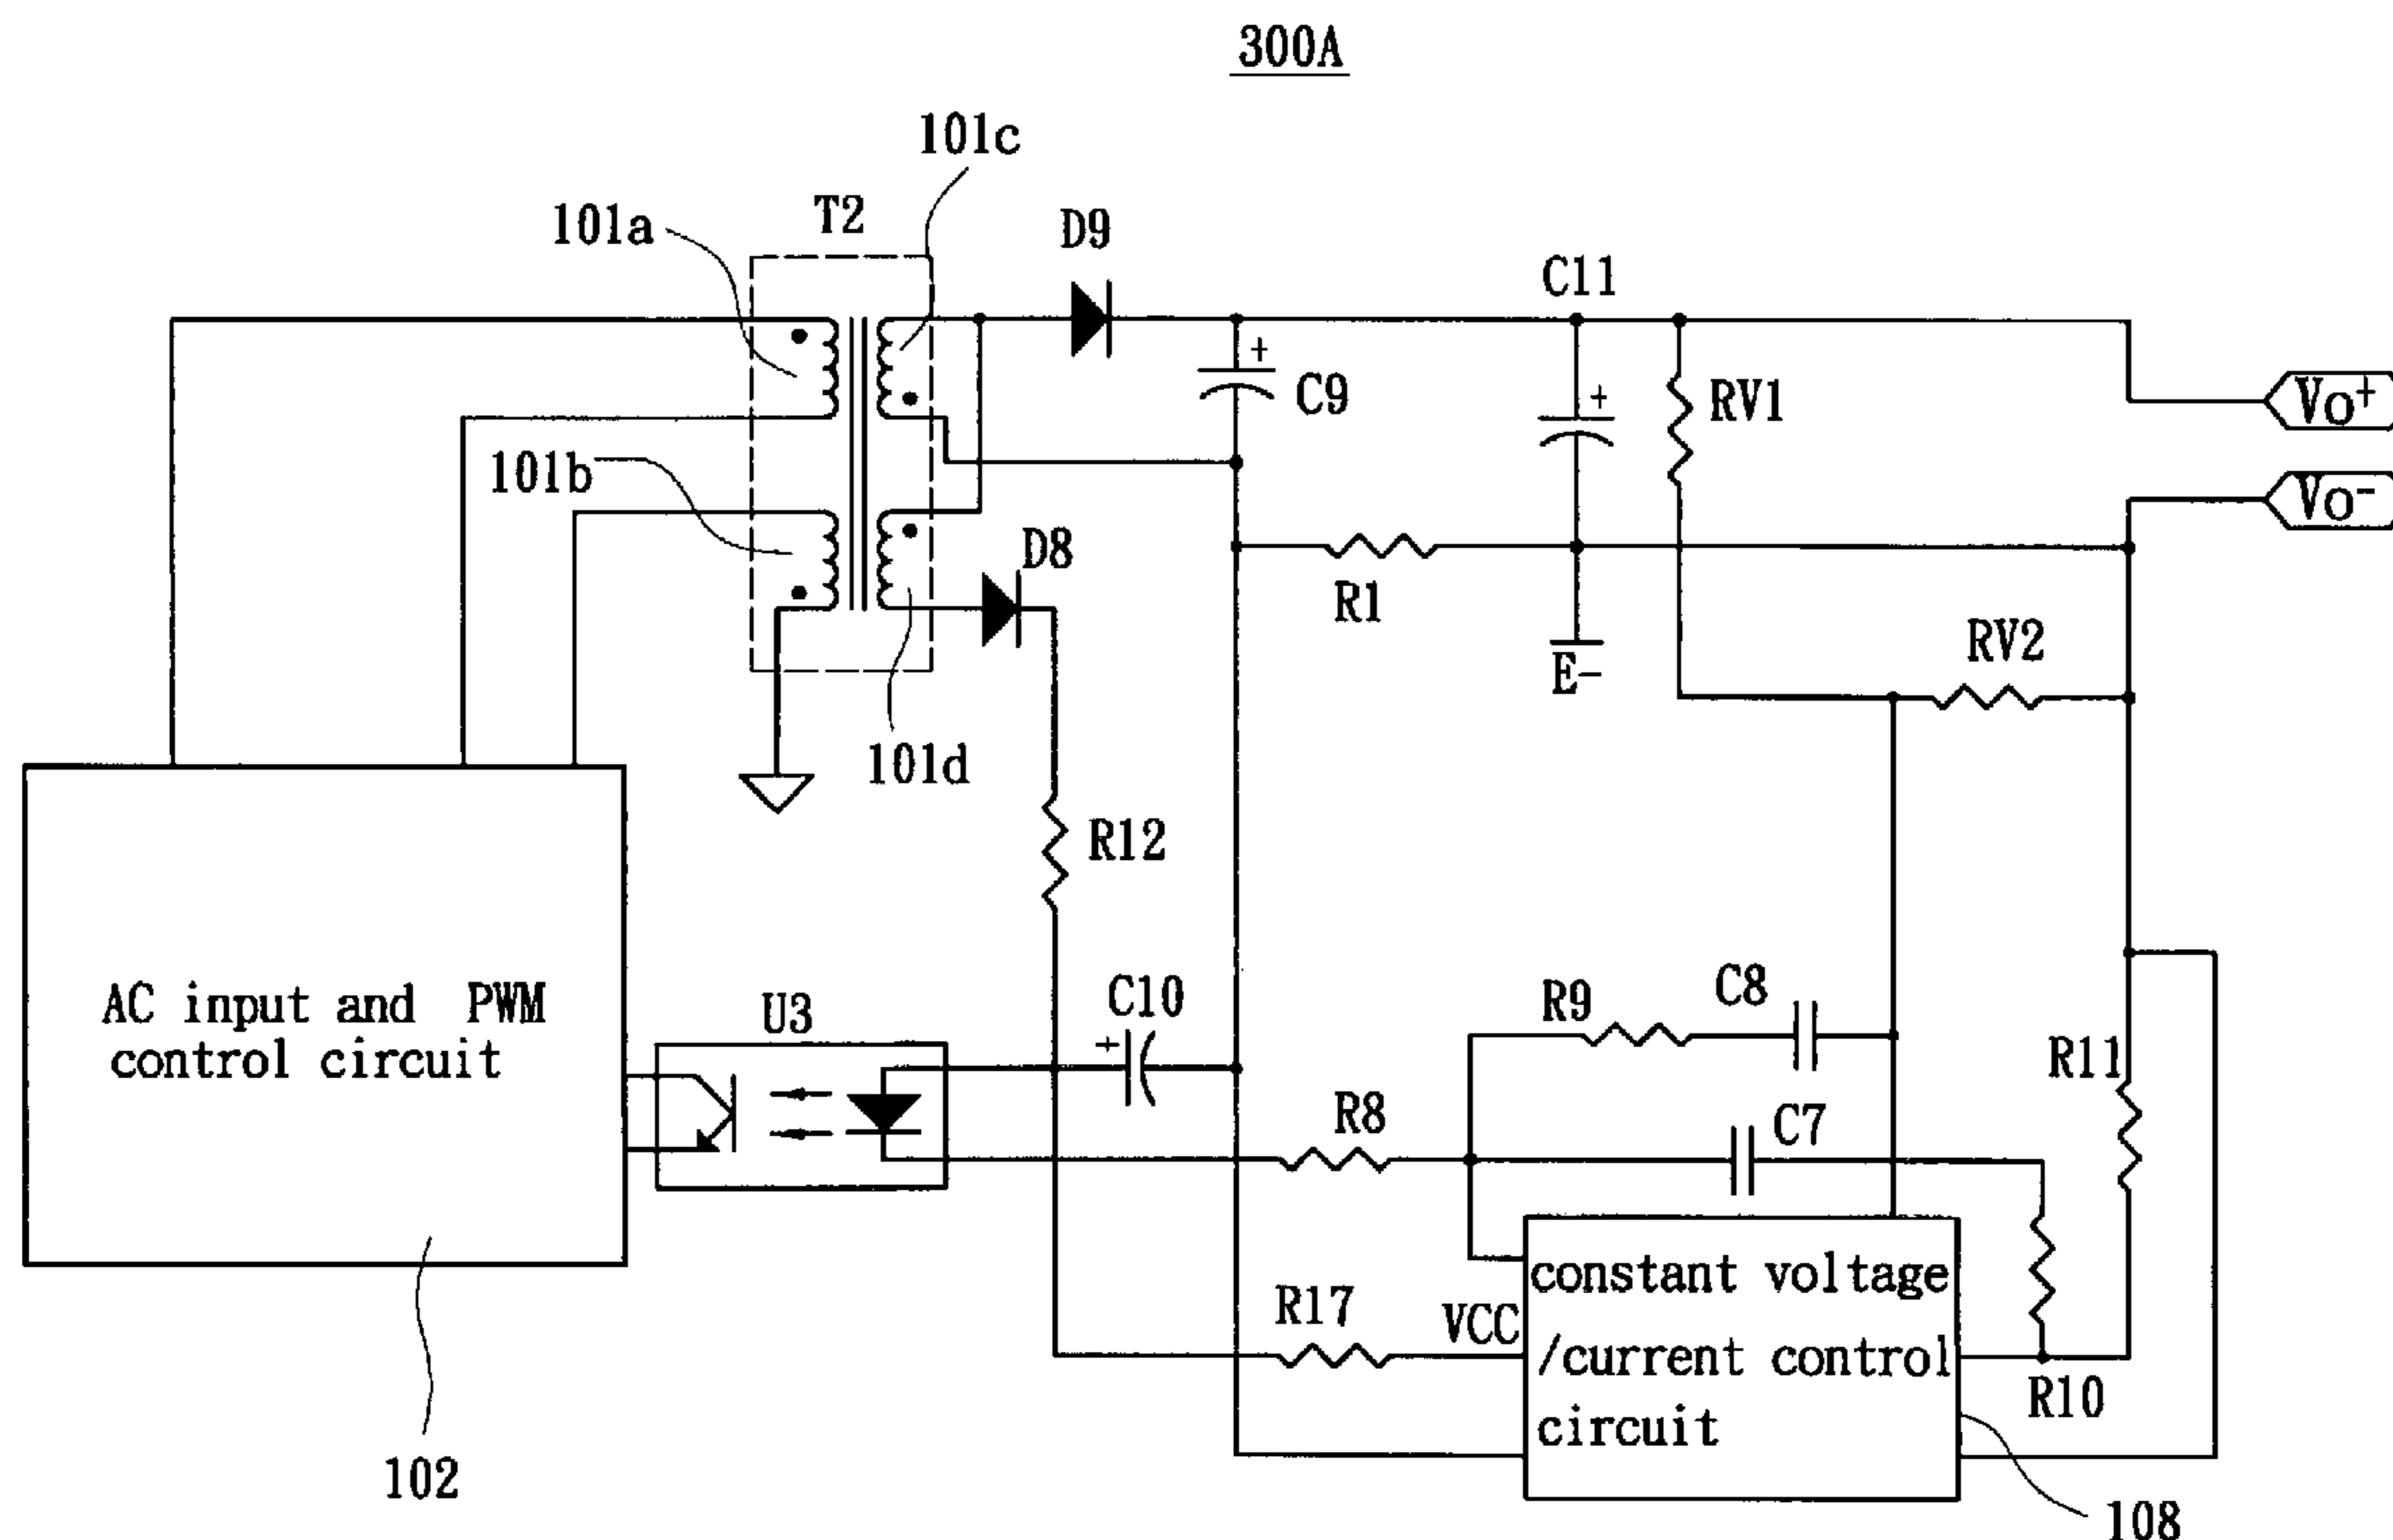 300A
101c
T2
D9
101a
C11
C9
RV1
Vo+
101b
Vo-
D8
R1
RV2
E-
101d
R12
C10
U3
R9
C8
AC input and PWM
control circuit
R11
R8
C7
constant voltage
R17
VCC
/current control
R10
circuit
102
108
+
+
+